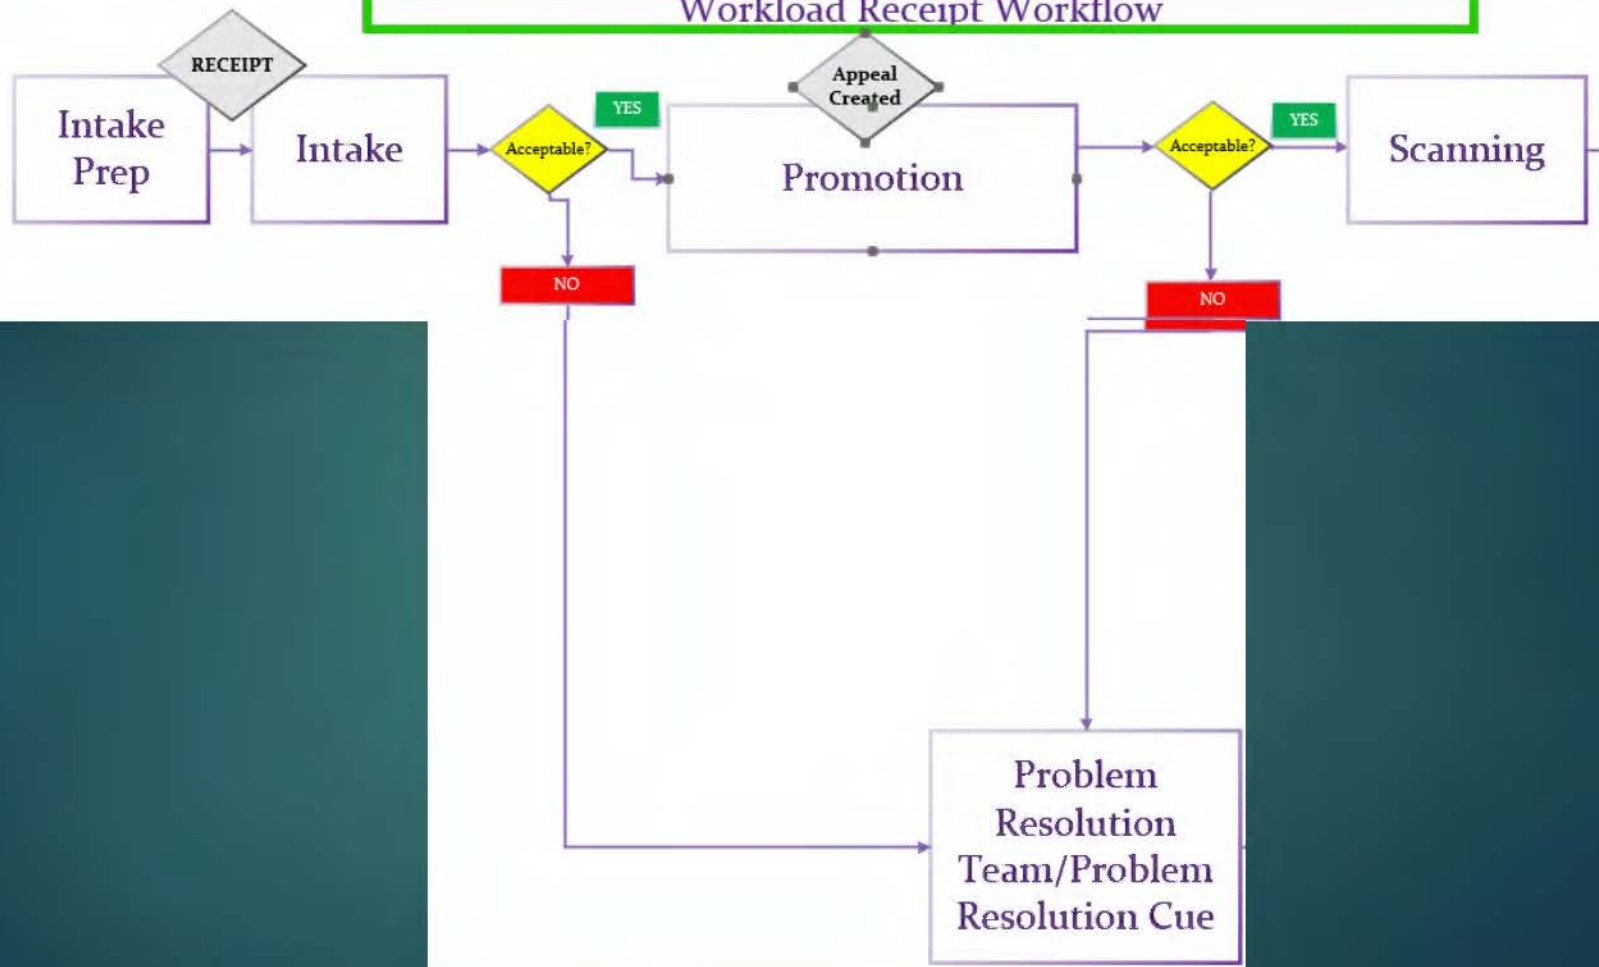 Workload Receipt Workflow
RECEIPT
Intake
Prep
Intake
Acceptable?
YES
NO
Appeal
Created
Promotion
Acceptable?
YES
NO
Scanning
Problem
Resolution
Team/Problem
Resolution Cue